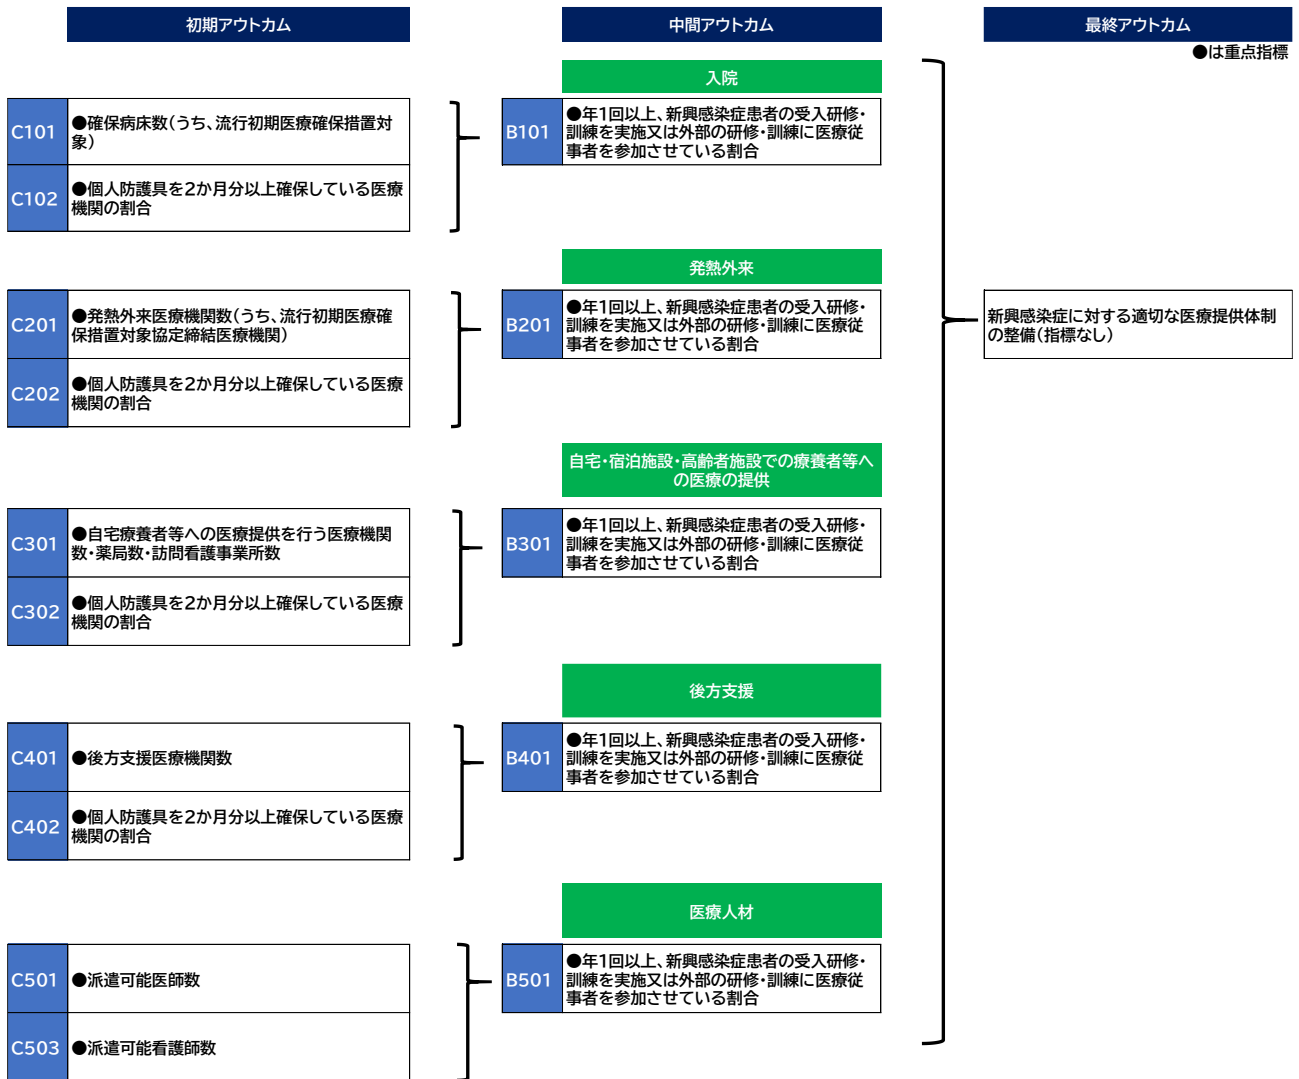 初期アウトカム
中間アウトカム
最終アウトカム
●は重点指標
入院
C101
●確保病床数(うち、流行初期医療確保措置対
象)
B101
●年1回以上、新興感染症患者の受入研修・
訓練を実施又は外部の研修・訓練に医療従
事者を参加させている割合
C102
●個人防護具を2か月分以上確保している医療
機関の割合
発熱外来
C201
●発熱外来医療機関数(うち、流行初期医療確
保措置対象協定締結医療機関)
B201
●年1回以上、新興感染症患者の受入研修・
訓練を実施又は外部の研修・訓練に医療従
事者を参加させている割合
新興感染症に対する適切な医療提供体制
の整備(指標なし)
C202
●個人防護具を2か月分以上確保している医療
機関の割合
自宅・宿泊施設・高齢者施設での療養者等へ
の医療の提供
C301
●自宅療養者等への医療提供を行う医療機関
数・薬局数・訪問看護事業所数
B301
●年1回以上、新興感染症患者の受入研修・
訓練を実施又は外部の研修・訓練に医療従
事者を参加させている割合
C302
●個人防護具を2か月分以上確保している医療
機関の割合
後方支援
C401
●後方支援医療機関数
B401
●年1回以上、新興感染症患者の受入研修・
訓練を実施又は外部の研修・訓練に医療従
事者を参加させている割合
C402
●個人防護具を2か月分以上確保している医療
機関の割合
医療人材
C501
●派遣可能医師数
B501
●年1回以上、新興感染症患者の受入研修・
訓練を実施又は外部の研修・訓練に医療従
事者を参加させている割合
C503
●派遣可能看護師数